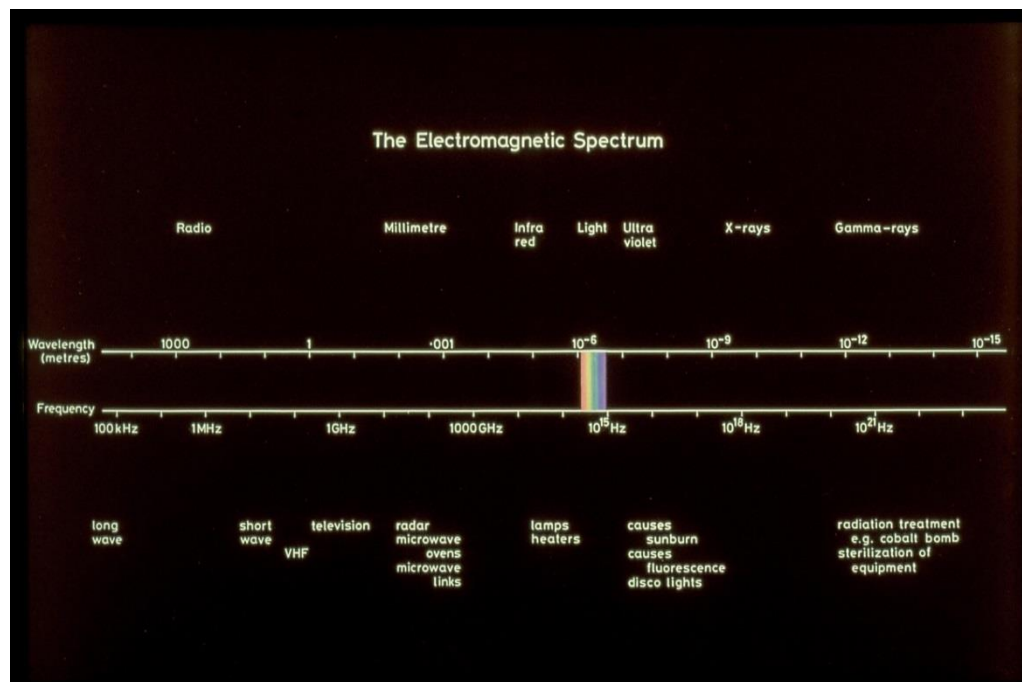 The Electromagnetic Spectrum
Radio Millimetre Infra red Light Ultra violet X-rays Gamma-rays
Wavelength (metres) 1000 1 ·001 10⁻⁶ 10⁻⁹ 10⁻¹² 10⁻¹⁵
Frequency
100kHz 1MHz 1GHz 1000GHz 10¹⁵Hz 10¹⁸Hz 10²¹Hz
long
wave
short
wave
VHF
television
radar
microwave
ovens
microwave
links
lamps
heaters
causes
sunburn
causes
fluorescence
disco lights
radiation treatment
e.g. cobalt bomb
sterilization of
equipment